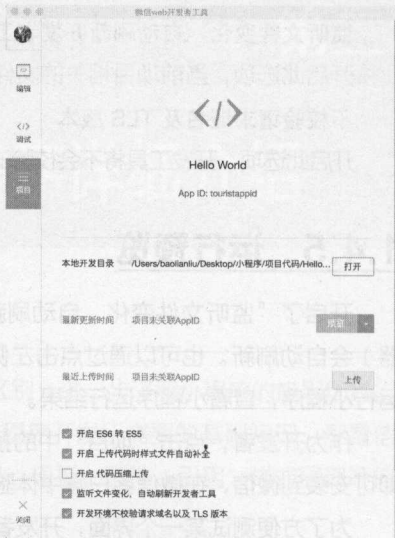 微信web开发者工具
编辑
</>
调试
项目
</>
Hello World
App ID: touristappid
本地开发目录 /Users/baolianliu/Desktop/小程序/项目代码/Hello... 打开
最新更新时间 项目未关联AppID 预览
最近上传时间 项目未关联AppID 上传
开启 ES6 转 ES5
开启 上传代码时样式文件自动补全
开启 代码压缩上传
监听文件变化，自动刷新开发者工具
开发环境不校验请求域名以及 TLS 版本
关闭